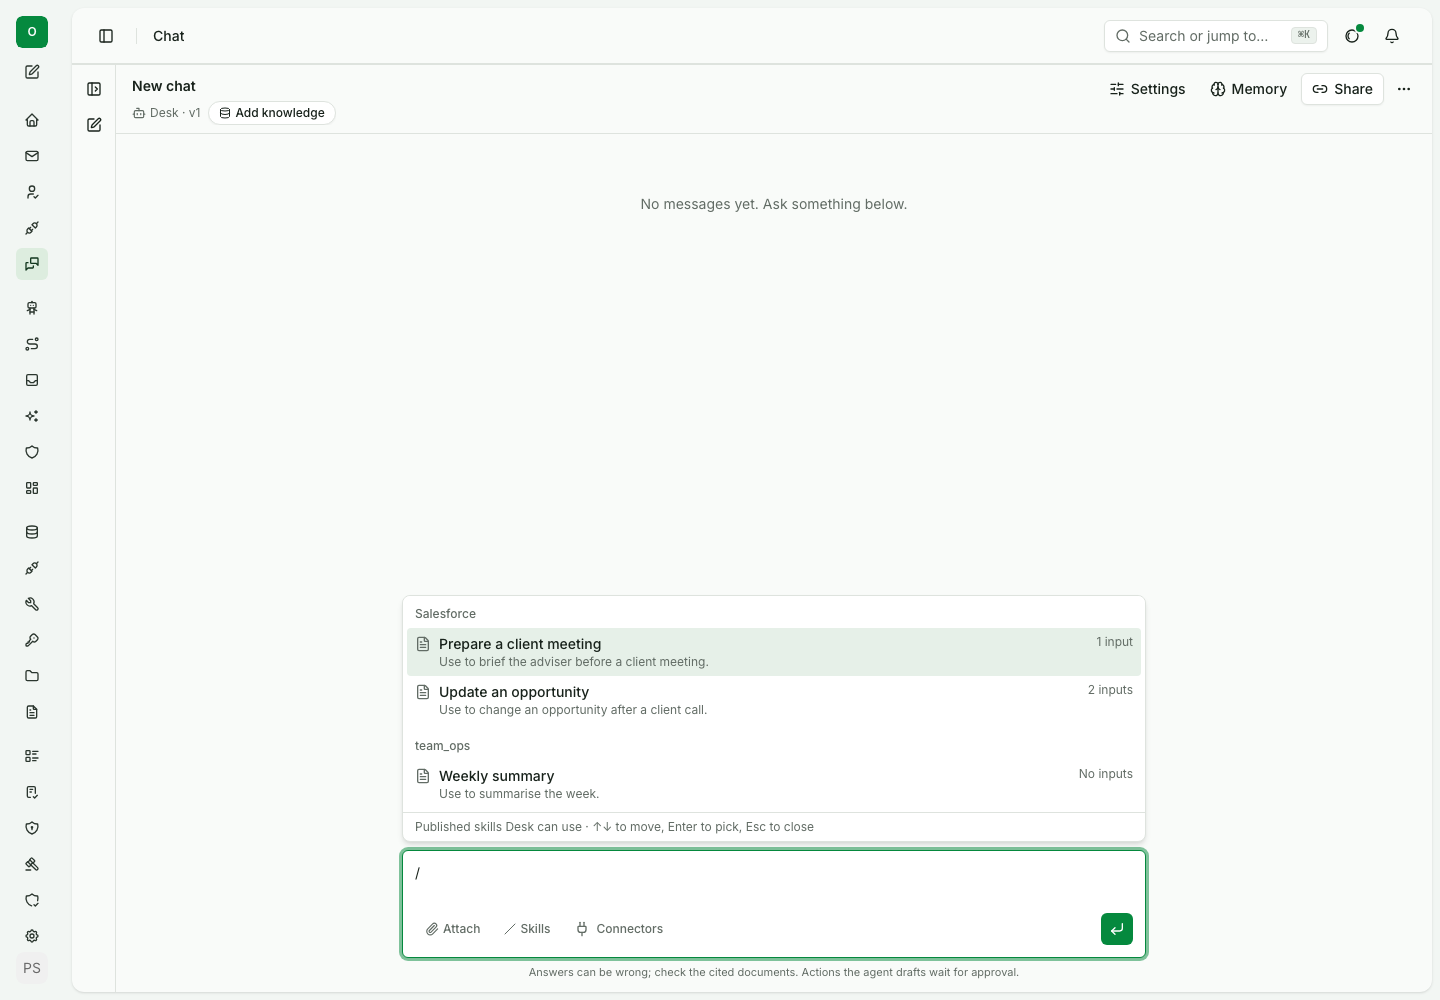 O
Chat
Search or jump to...
⌘K
New chat
Settings
Memory
Share
Desk · v1
Add knowledge
No messages yet. Ask something below.
Salesforce
Prepare a client meeting
1 input
Use to brief the adviser before a client meeting.
Update an opportunity
2 inputs
Use to change an opportunity after a client call.
team_ops
Weekly summary
No inputs
Use to summarise the week.
Published skills Desk can use · ↑↓ to move, Enter to pick, Esc to close
/
Attach
Skills
Connectors
PS
Answers can be wrong; check the cited documents. Actions the agent drafts wait for approval.